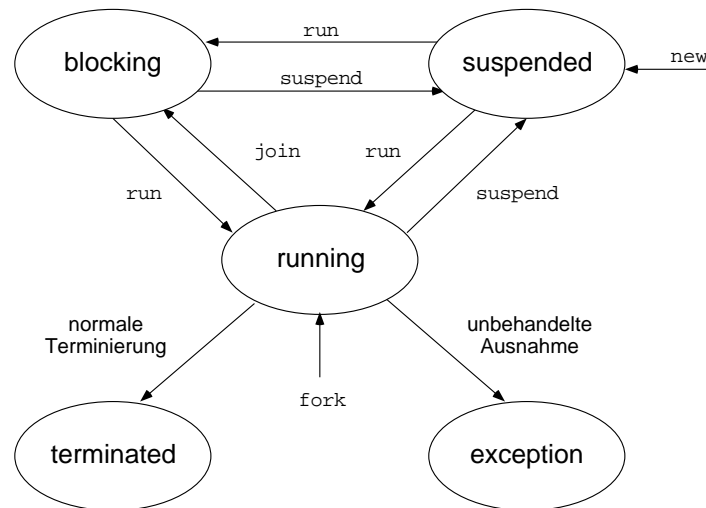 run
blocking
suspended
new
suspend
join
run
run
suspend
running
normale
Terminierung
unbehandelte
Ausnahme
fork
terminated
exception